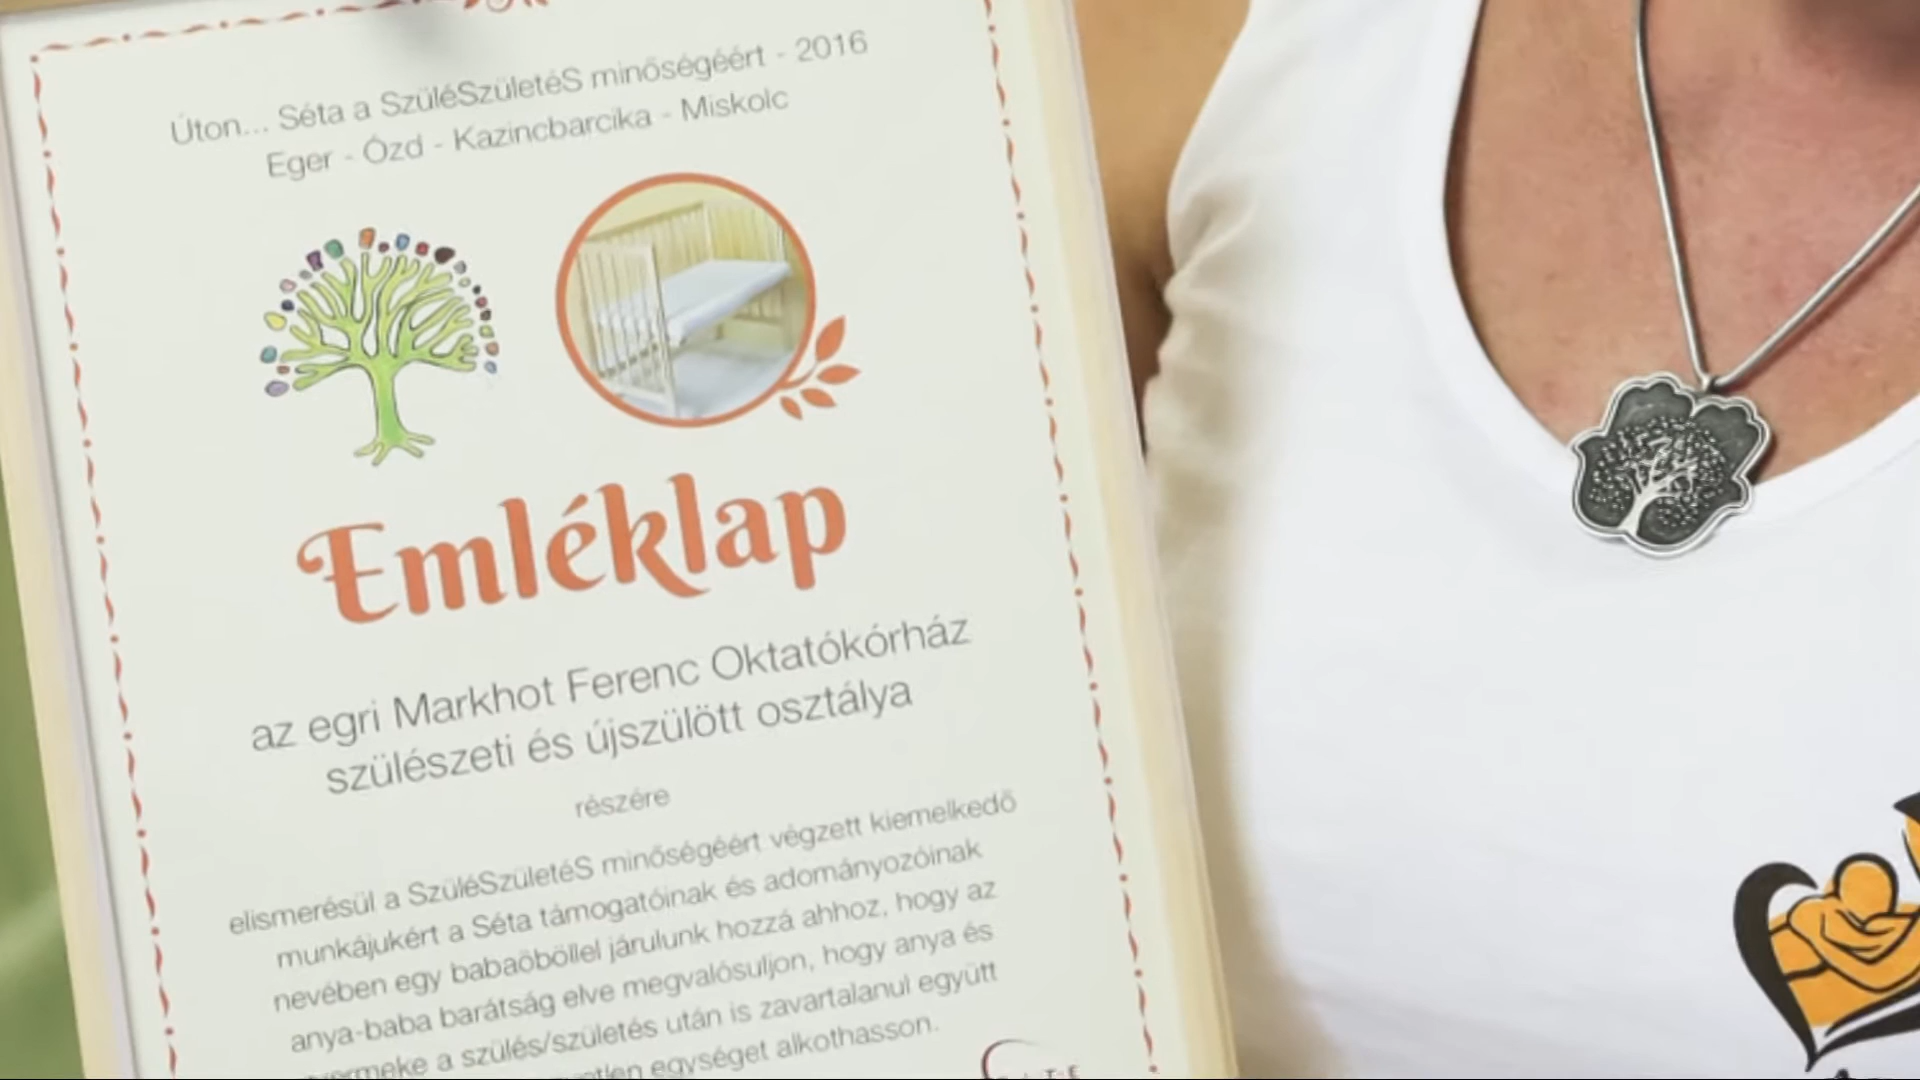 Úton... Séta a SzüléSzületéS minőségéért - 2016
Eger - Ózd - Kazincbarcika - Miskolc
Emléklap
az egri Markhot Ferenc Oktatókórház
szülészeti és újszülött osztálya
részére
elismerésül a SzüléSzületéS minőségéért végzett kiemelkedő
munkájukért a Séta támogatóinak és adományozóinak
nevében egy babaöböllel járulunk hozzá ahhoz, hogy az
anya-baba barátság elve megvalósuljon, hogy anya és
a szülés/születés után is zavartalanul együtt
egységet alkothasson.